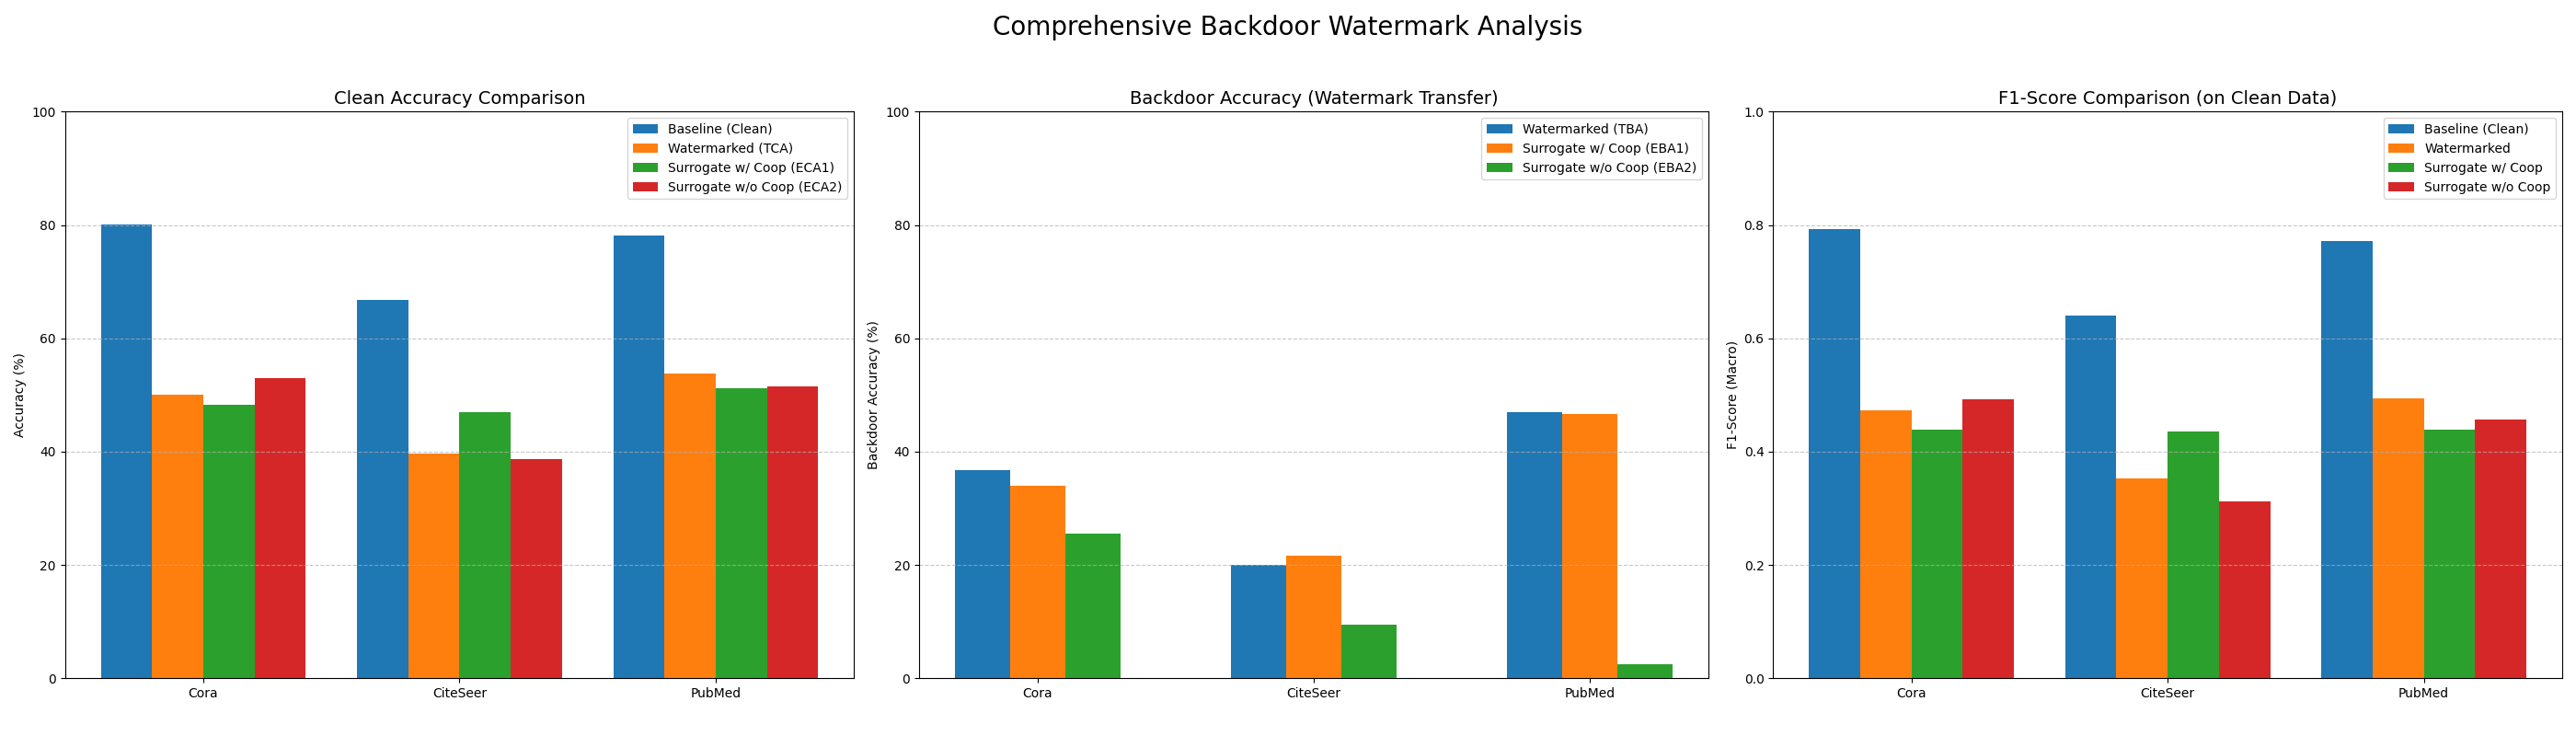 Comprehensive Backdoor Watermark Analysis
Clean Accuracy Comparison
Accuracy (%)
100
80
60
40
20
0
Baseline (Clean)
Watermarked (TCA)
Surrogate w/ Coop (ECA1)
Surrogate w/o Coop (ECA2)
Cora
CiteSeer
PubMed
Backdoor Accuracy (Watermark Transfer)
Backdoor Accuracy (%)
100
80
60
40
20
0
Watermarked (TBA)
Surrogate w/ Coop (EBA1)
Surrogate w/o Coop (EBA2)
Cora
CiteSeer
PubMed
F1-Score Comparison (on Clean Data)
F1-Score (Macro)
1.0
0.8
0.6
0.4
0.2
0.0
Baseline (Clean)
Watermarked
Surrogate w/ Coop
Surrogate w/o Coop
Cora
CiteSeer
PubMed